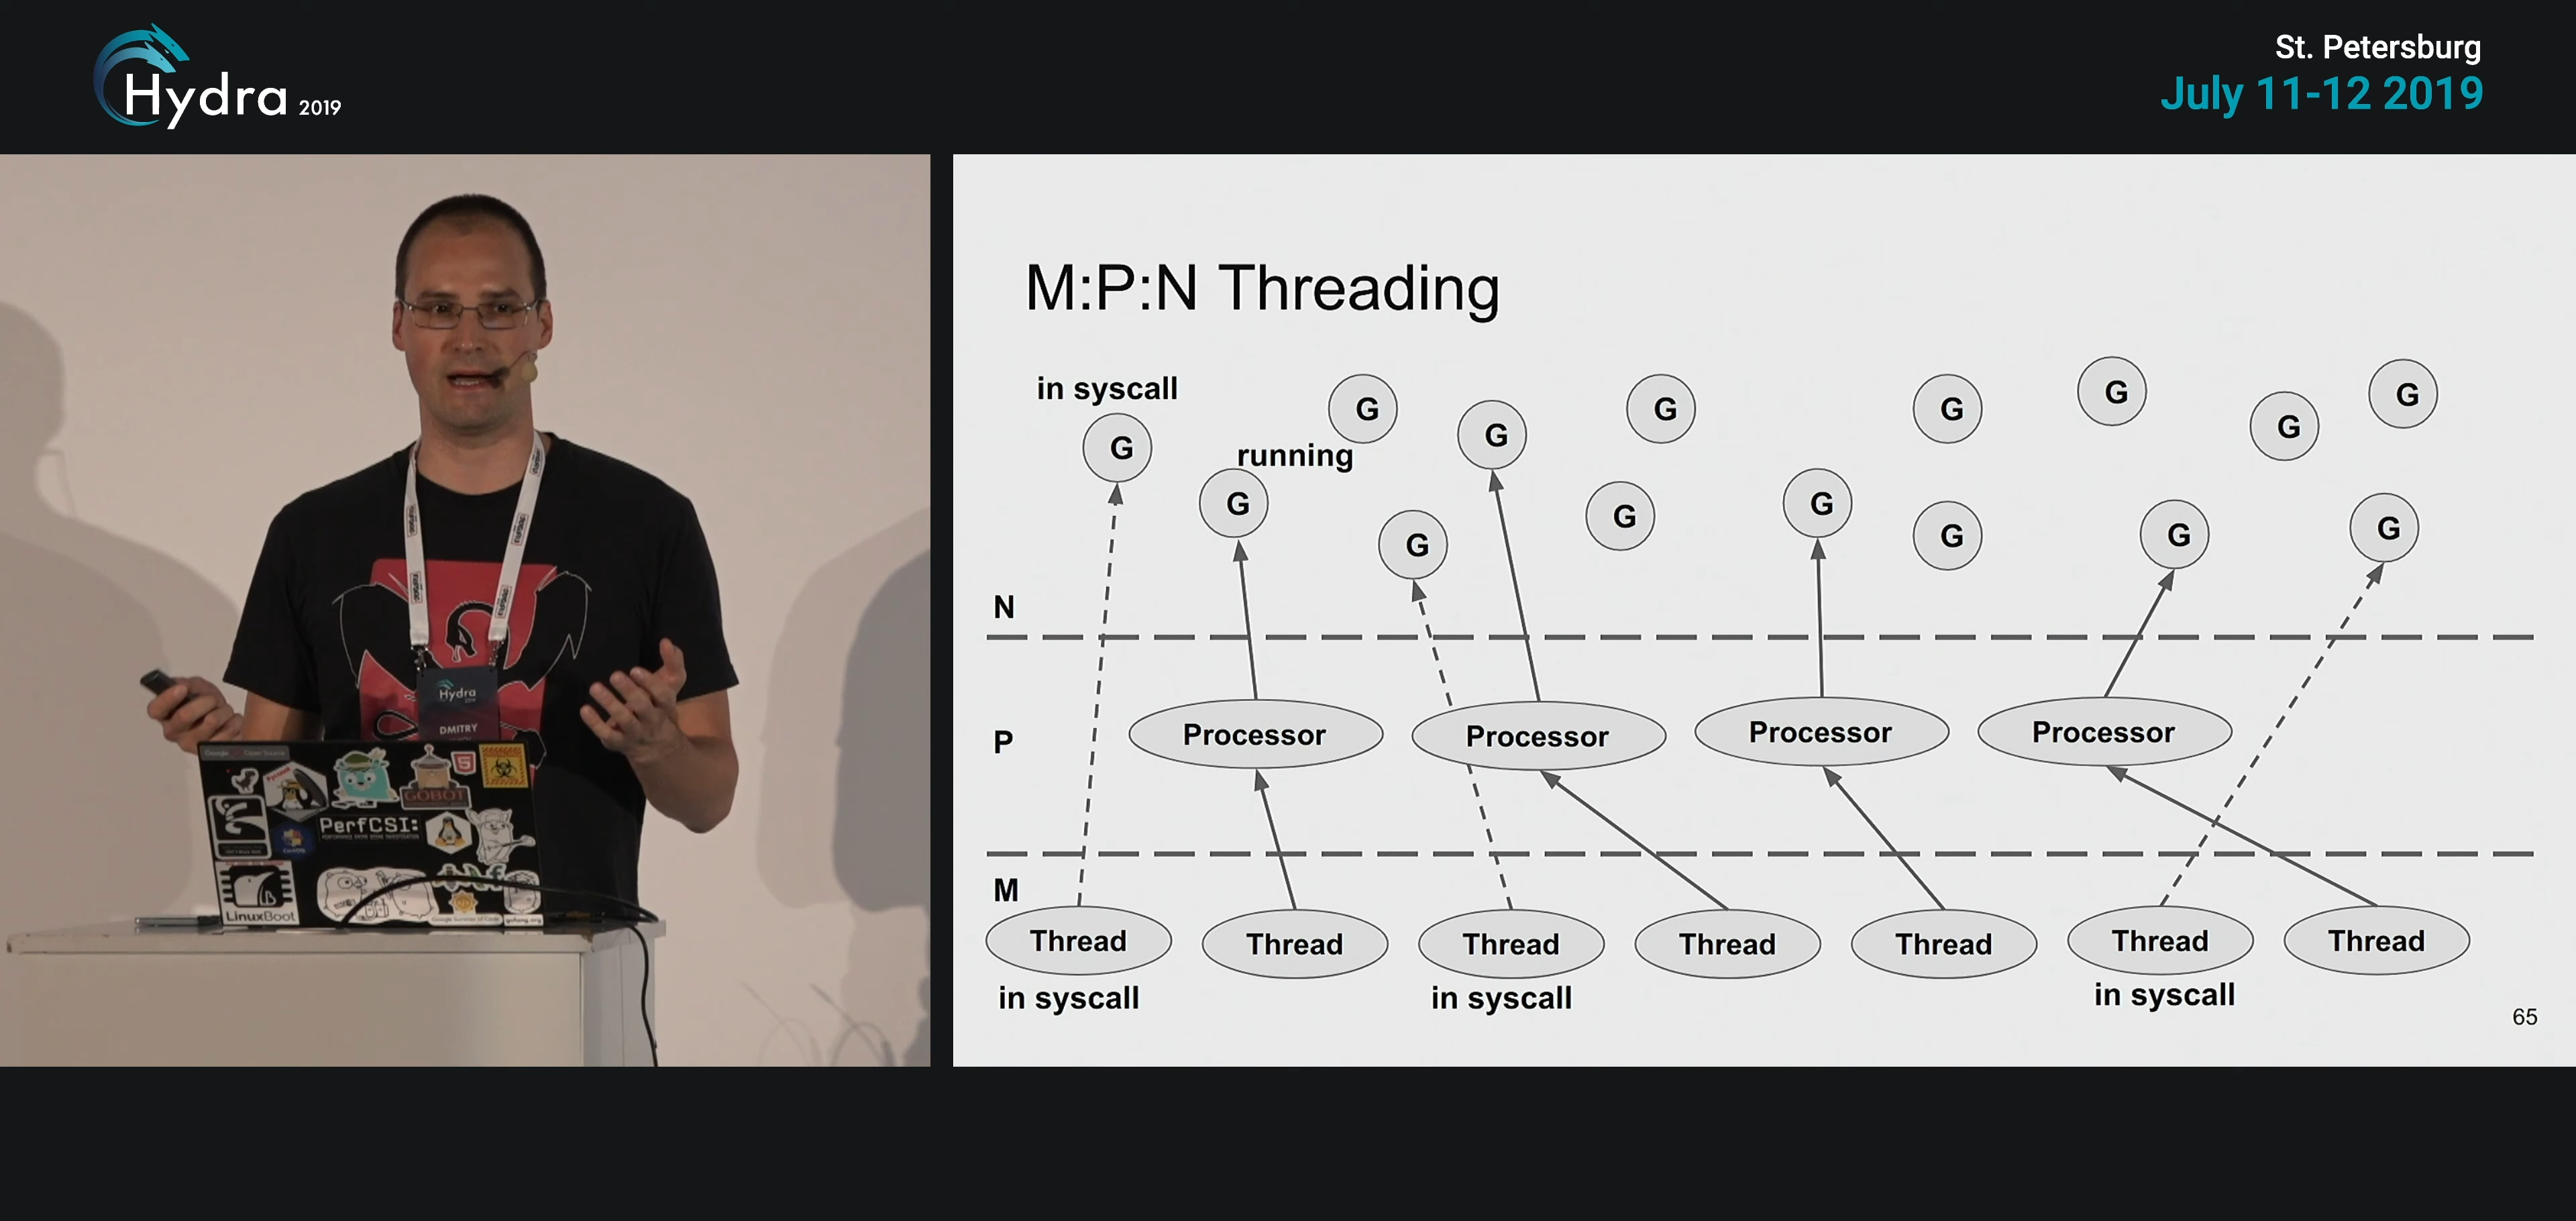 Hydra 2019
St. Petersburg
July 11-12 2019
M:P:N Threading
in syscall
G
G
G
G
G
G
G
G
running
G
G
G
G
G
G
G
N
P
Processor
Processor
Processor
Processor
M
Thread
Thread
Thread
Thread
Thread
Thread
Thread
in syscall
in syscall
in syscall
65
Hydra
DMITRY
GOBOT
PerfCSI:
LinuxBoot